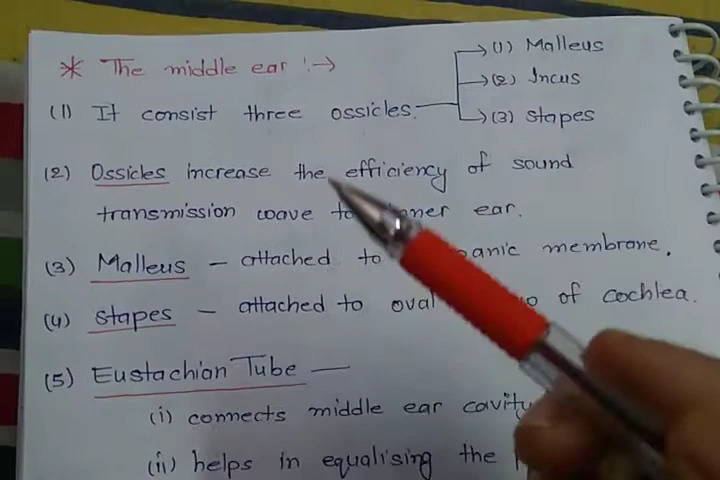 * The middle ear :→
(1) Malleus
(2) Incus
(3) stapes
(1) It consist three ossicles.
(2) Ossicles increase the efficiency of sound
transmission wave to inner ear.
(3) Malleus - attached to membrane.
(4) stapes - attached to oval of cochlea.
(5) Eustachian Tube —
(i) connects middle ear cavity
(ii) helps in equalising the